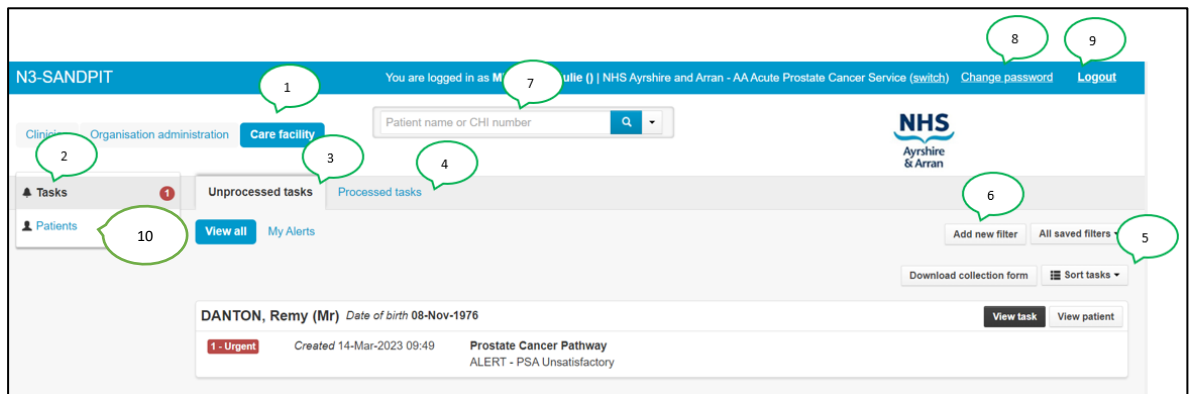 8
9
N3-SANDPIT
You are logged in as M 7 ulie () | NHS Ayrshire and Arran - AA Acute Prostate Cancer Service (switch) Change password Logout
1
Patient name or CHI number
Organisation administration Care facility
NHS
Ayrshire
& Arran
2
3
4
Tasks 1
Unprocessed tasks Processed tasks
6
Patients
10
View all My Alerts
Add new filter All saved filters
5
Download collection form Sort tasks
DANTON, Remy (Mr) Date of birth 08-Nov-1976
View task View patient
1 - Urgent Created 14-Mar-2023 09:49 Prostate Cancer Pathway
ALERT - PSA Unsatisfactory